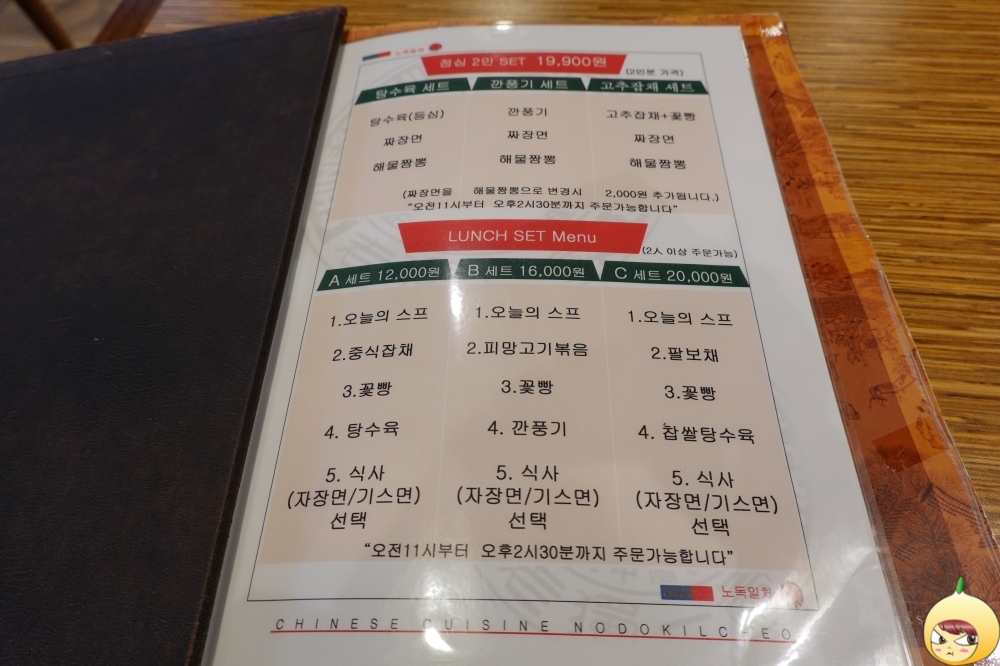 노독일처
점심 2인 SET 19,900원
(2인분 가격)
탕수육 세트 깐풍기 세트 고추잡채 세트
탕수육(등심) 깐풍기 고추잡채+꽃빵
짜장면 짜장면 짜장면
해물짬뽕 해물짬뽕 해물짬뽕
(짜장면을 해물짬뽕으로 변경시 2,000원 추가됩니다.)
"오전11시부터 오후2시30분까지 주문가능합니다"
LUNCH SET Menu
(2人 이상 주문가능)
A 세트 12,000원 B 세트 16,000원 C 세트 20,000원
1.오늘의 스프 1.오늘의 스프 1.오늘의 스프
2.중식잡채 2.피망고기볶음 2.팔보채
3.꽃빵 3.꽃빵 3.꽃빵
4. 탕수육 4. 깐풍기 4. 찹쌀탕수육
5. 식사 5. 식사 5. 식사
(자장면/기스면) (자장면/기스면) (자장면/기스면)
선택 선택 선택
"오전11시부터 오후2시30분까지 주문가능합니다"
노독일처
CHINESE CUISINE NODOKILCHEO